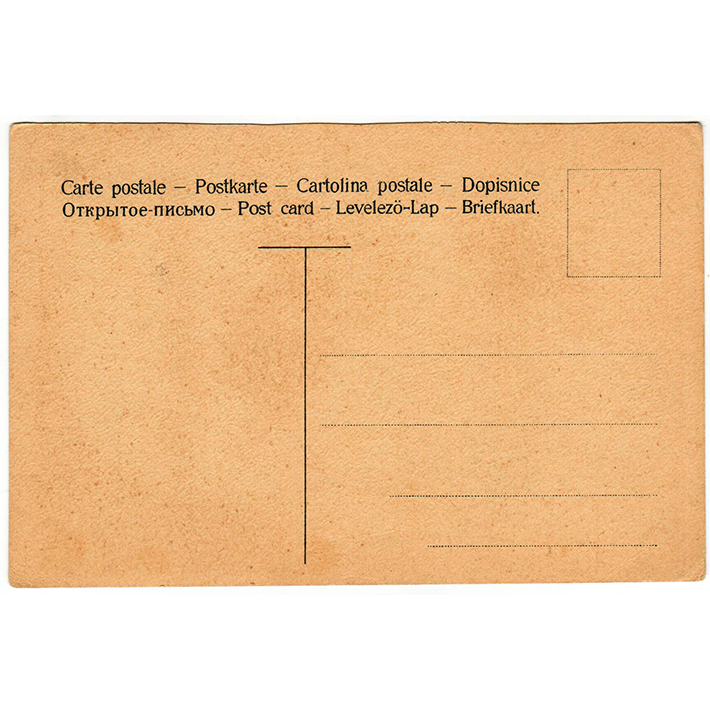 Carte postale – Postkarte – Cartolina postale – Dopisnice
Открытое-письмо – Post card – Levelezö-Lap – Briefkaart.